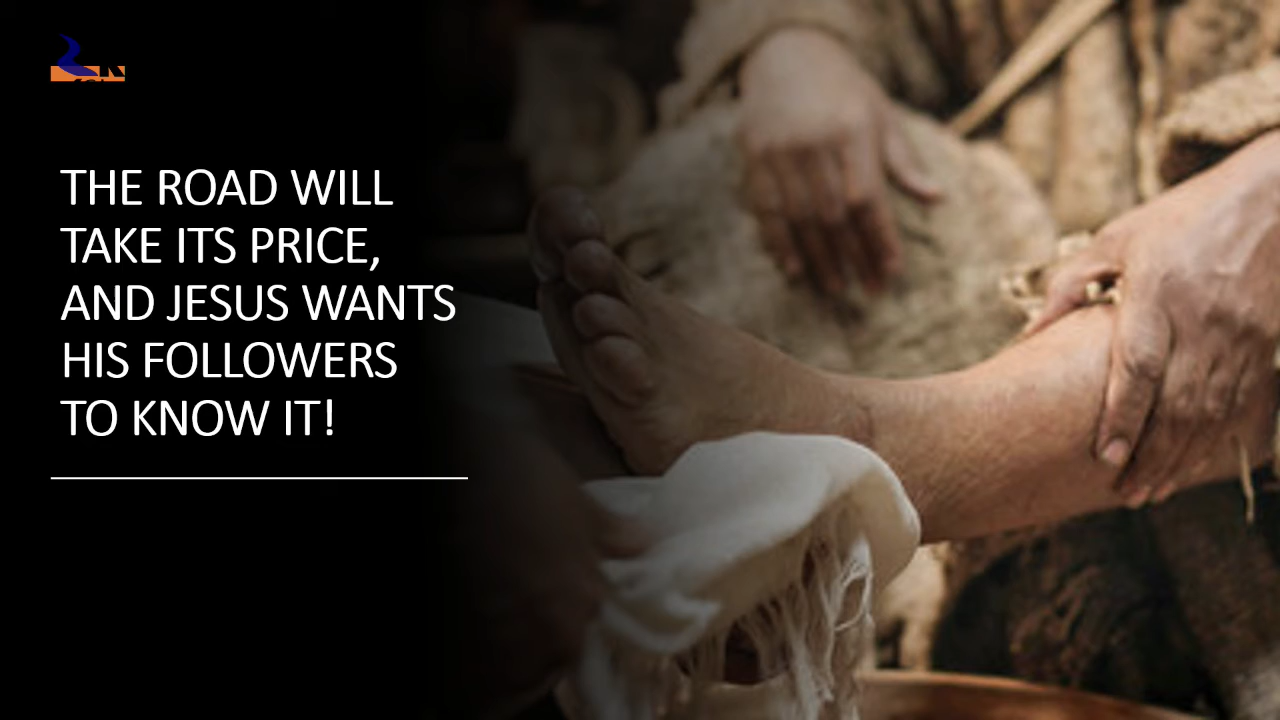 THE ROAD WILL
TAKE ITS PRICE,
AND JESUS WANTS
HIS FOLLOWERS
TO KNOW IT!